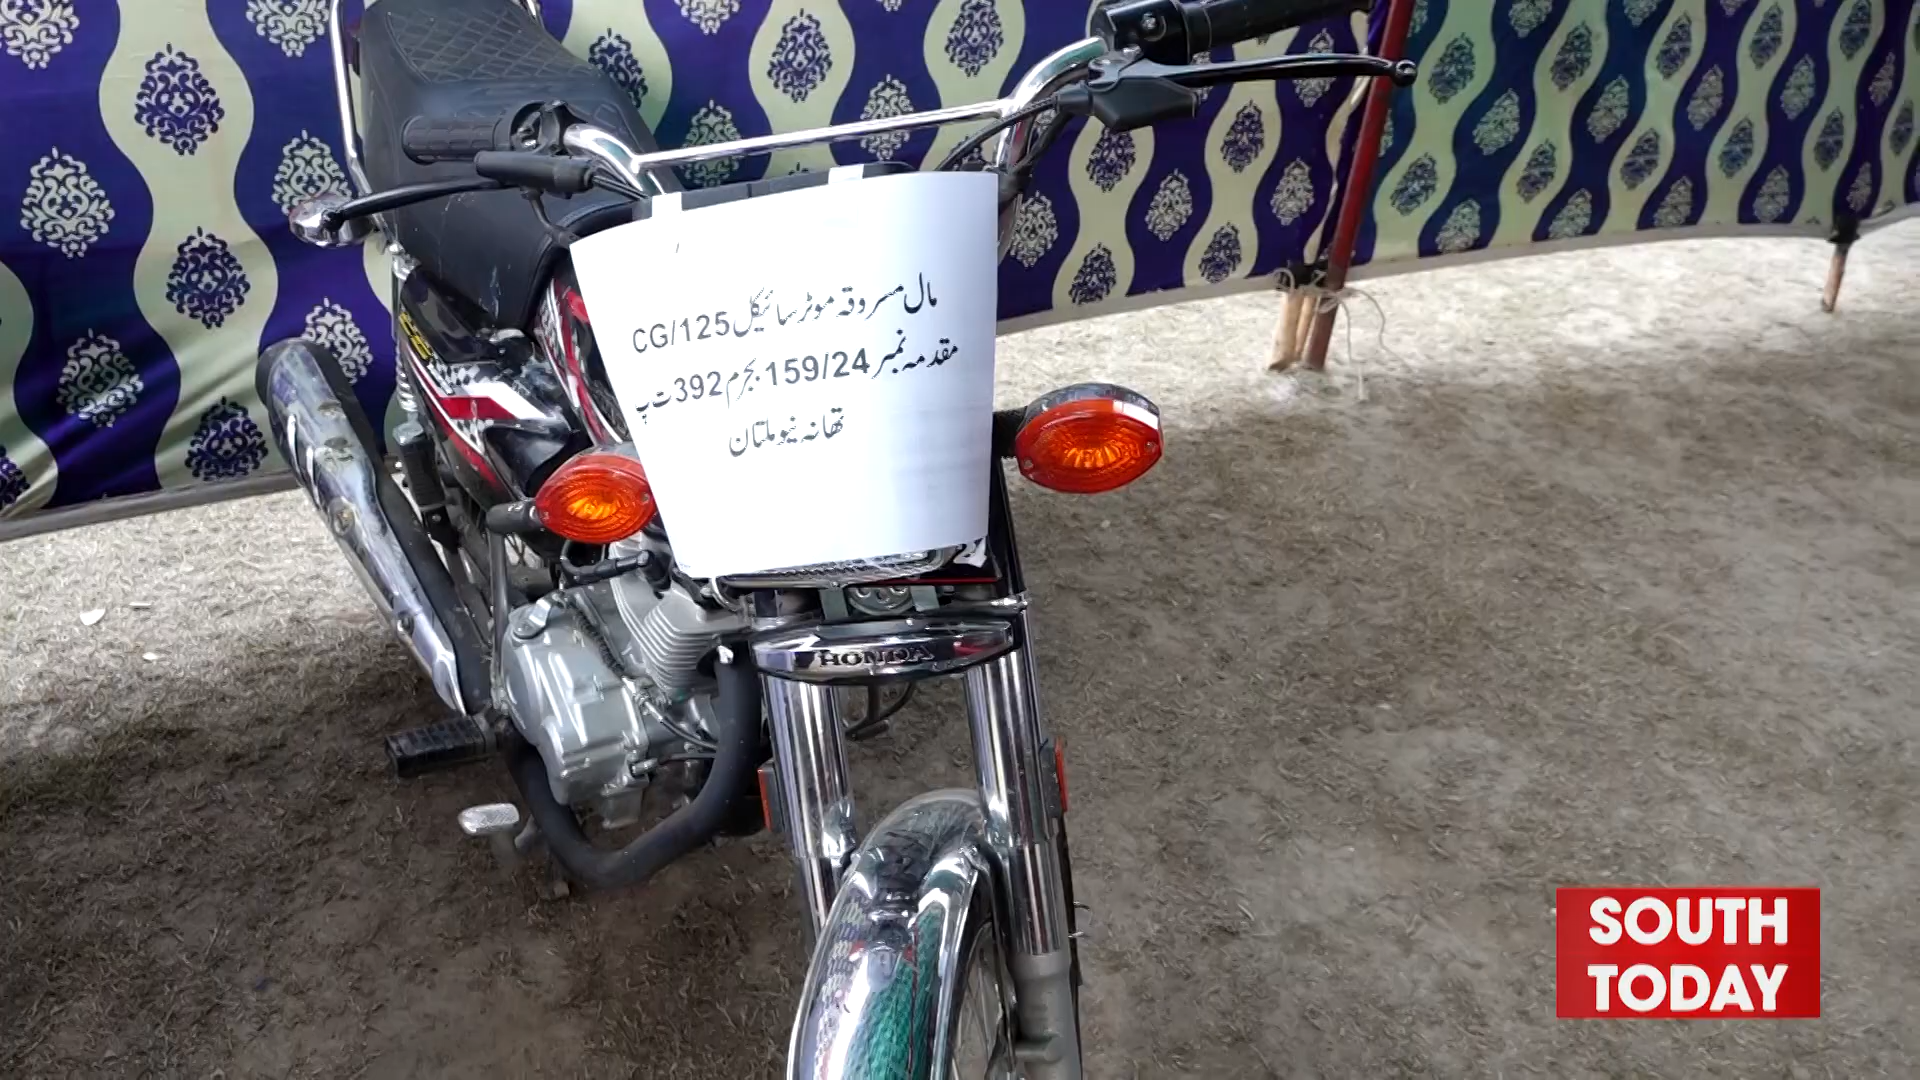 مال مسروقہ موٹر سائیکل CG/125
مقدمہ نمبر 159/24 بجرم 392 ت پ
تھانہ نیو ملتان
HONDA
SOUTH
TODAY